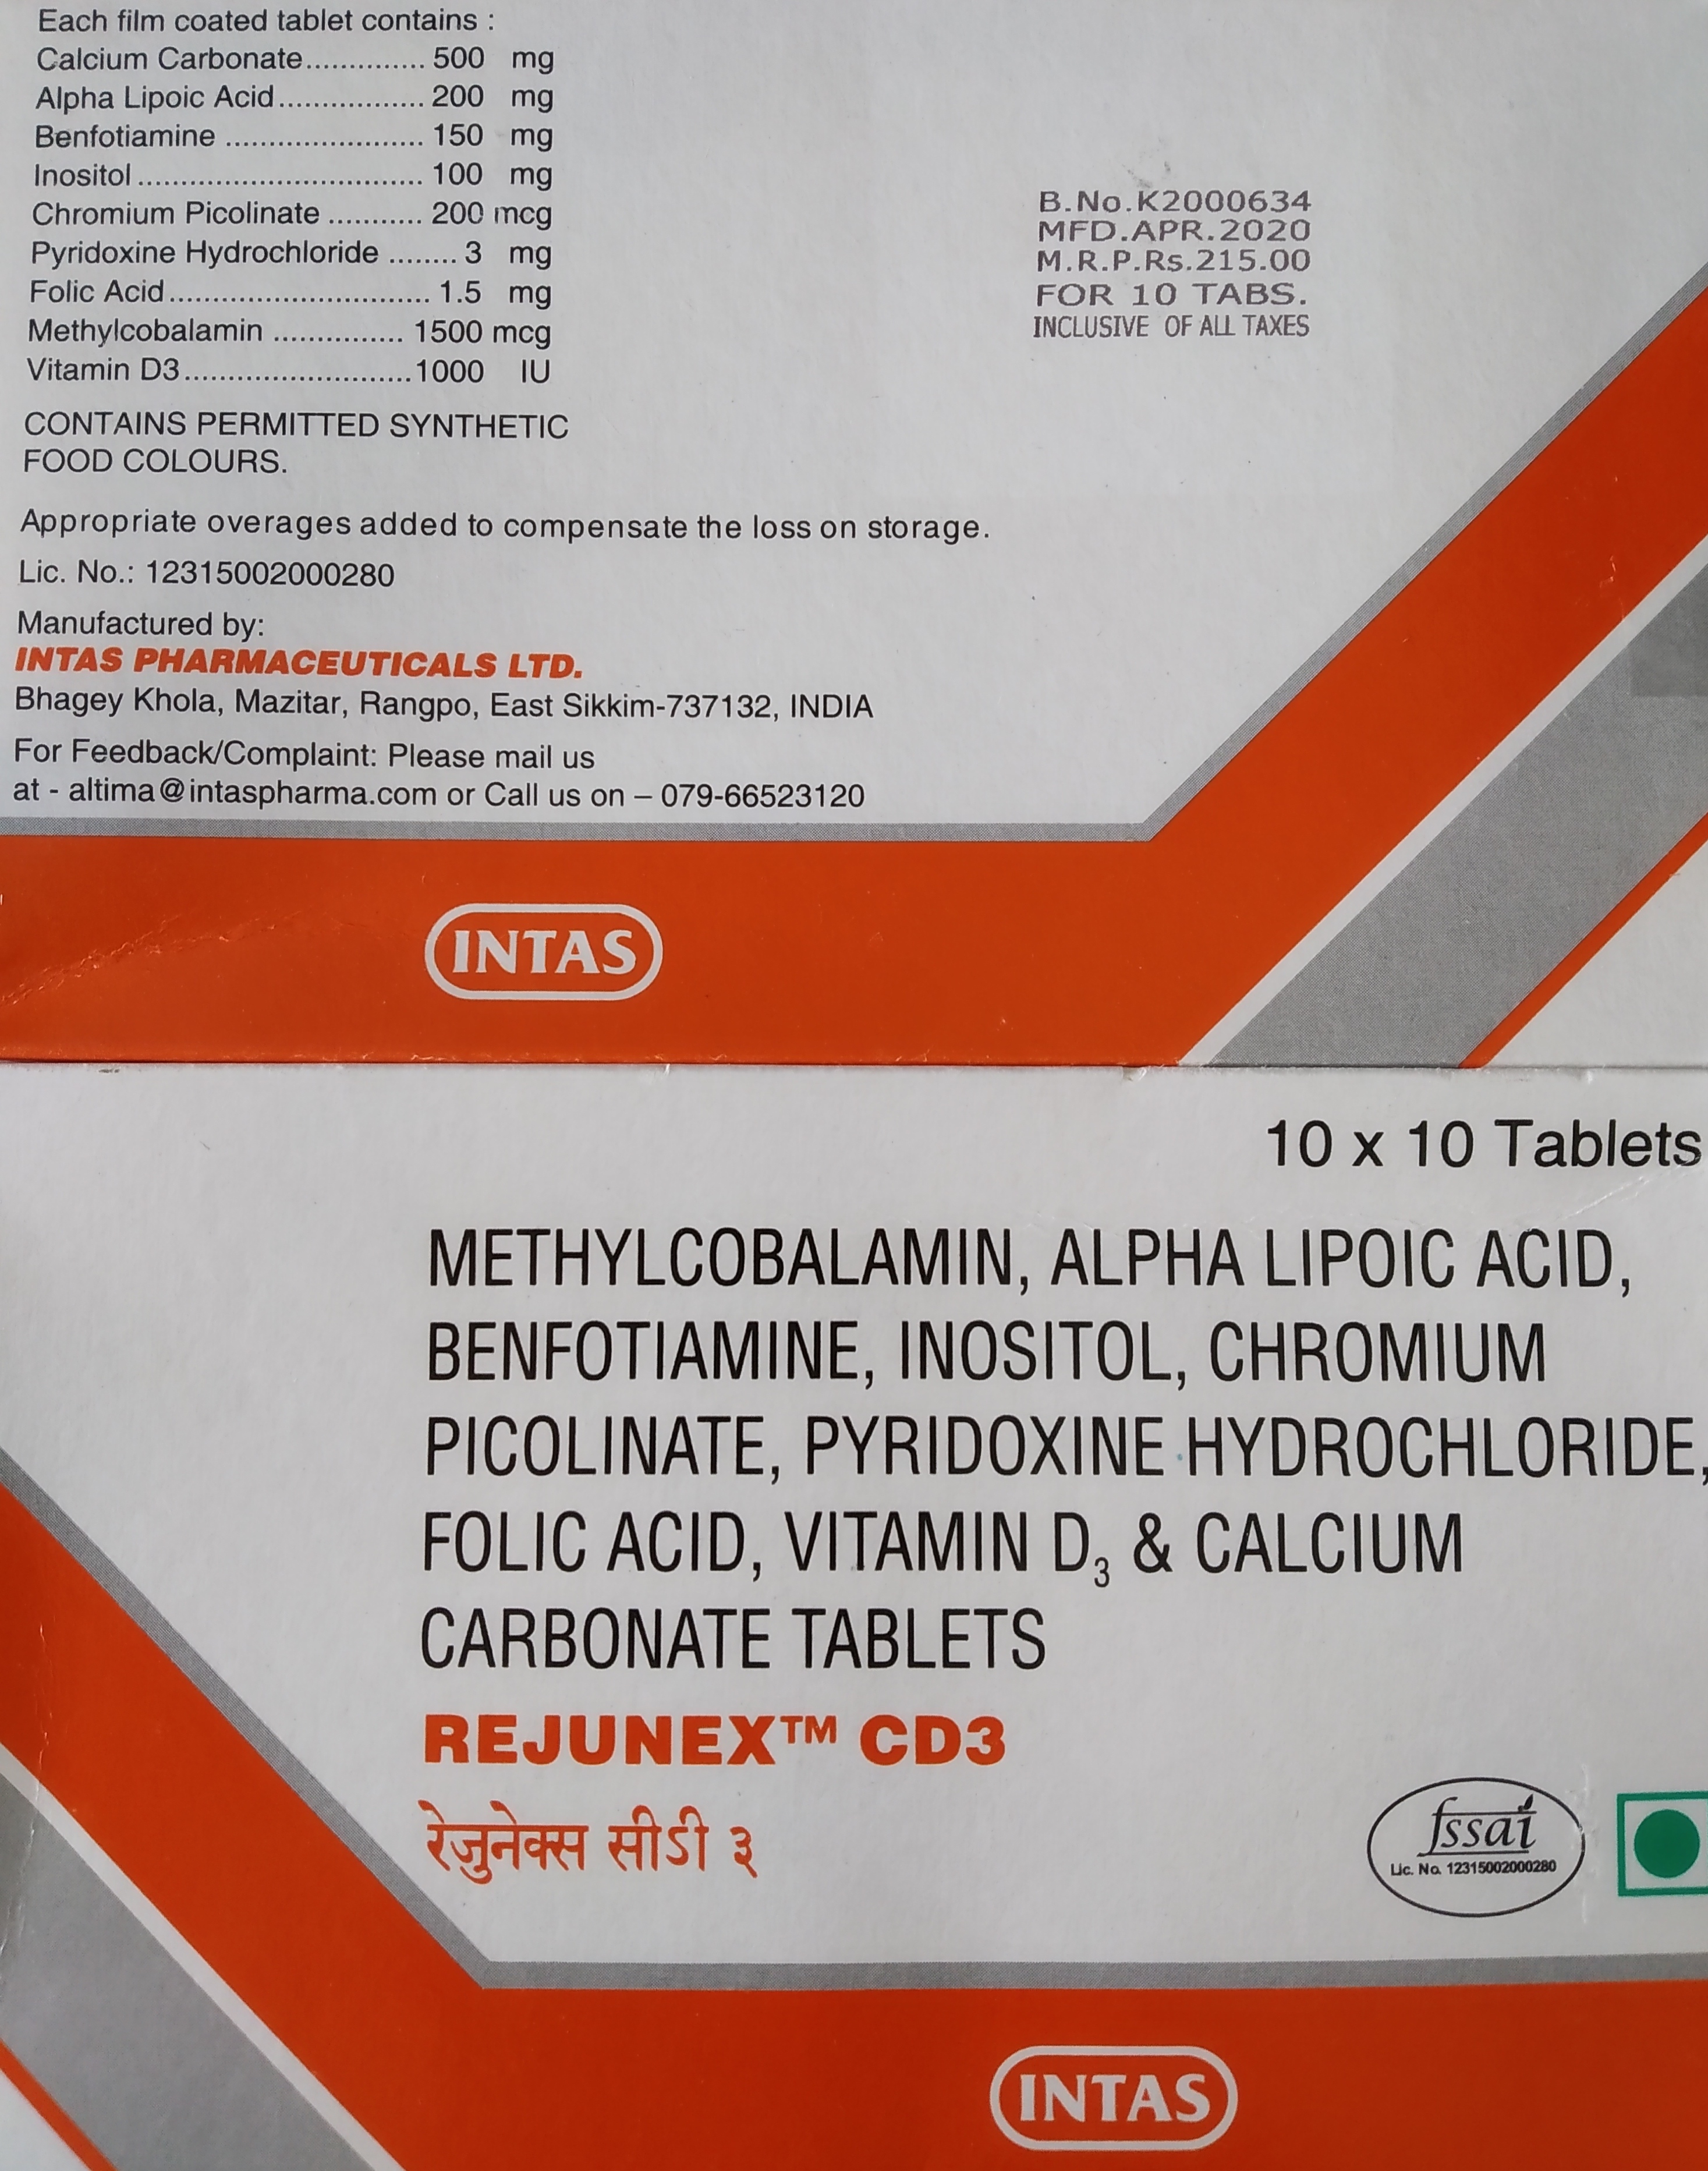 Each film coated tablet contains :
Calcium Carbonate.............. 500 mg
Alpha Lipoic Acid................. 200 mg
Benfotiamine ....................... 150 mg
Inositol................................. 100 mg
Chromium Picolinate ........... 200 mcg
Pyridoxine Hydrochloride ........ 3 mg
Folic Acid.............................. 1.5 mg
Methylcobalamin ............... 1500 mcg
Vitamin D3..........................1000 IU
CONTAINS PERMITTED SYNTHETIC
FOOD COLOURS.
Appropriate overages added to compensate the loss on storage.
Lic. No.: 12315002000280
Manufactured by:
INTAS PHARMACEUTICALS LTD.
Bhagey Khola, Mazitar, Rangpo, East Sikkim-737132, INDIA
For Feedback/Complaint: Please mail us
at - altima@intaspharma.com or Call us on – 079-66523120
B.No.K2000634
MFD.APR.2020
M.R.P.Rs.215.00
FOR 10 TABS.
INCLUSIVE OF ALL TAXES
INTAS
10 x 10 Tablets
METHYLCOBALAMIN, ALPHA LIPOIC ACID,
BENFOTIAMINE, INOSITOL, CHROMIUM
PICOLINATE, PYRIDOXINE HYDROCHLORIDE,
FOLIC ACID, VITAMIN D₃ & CALCIUM
CARBONATE TABLETS
REJUNEX™ CD3
रेजुनेक्स सीडी ३
fssai
Lic. No. 12315002000280
INTAS